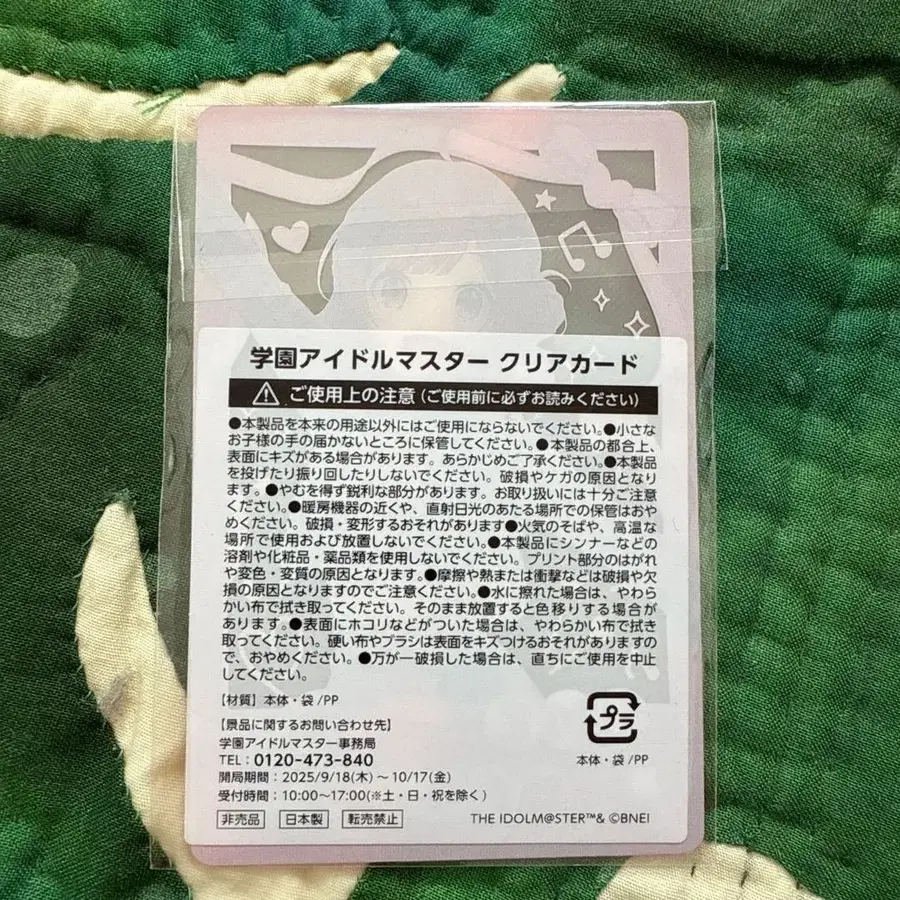 学園アイドルマスター クリアカード
⚠ ご使用上の注意(ご使用前に必ずお読みください)
●本製品を本来の用途以外にはご使用にならないでください。●小さな
お子様の手の届かないところに保管してください。●本製品の都合上、
表面にキズがある場合があります。あらかじめご了承ください。●本製品
を投げたり振り回したりしないでください。破損やケガの原因となり
ます。●やむを得ず鋭利な部分があります。お取り扱いには十分ご注意
ください。●暖房機器の近くや、直射日光のあたる場所での保管はおや
めください。破損・変形するおそれがあります●火気のそばや、高温な
場所で使用および放置しないでください。●本製品にシンナーなどの
溶剤や化粧品・薬品類を使用しないでください。プリント部分のはがれ
や変色・変質の原因となります。●摩擦や熱または衝撃などは破損や欠
損の原因となりますのでご注意ください。●水に擦れた場合は、やわら
かい布で拭き取ってください。そのまま放置すると色移りする場合が
あります。●表面にホコリなどがついた場合は、やわらかい布で拭き
取ってください。硬い布やブラシは表面をキズつけるおそれがありますの
で、おやめください。●万が一破損した場合は、直ちにご使用を中止
してください。
【材質】本体・袋/PP
【景品に関するお問い合わせ先】
学園アイドルマスター事務局
TEL:0120-473-840
開局期間:2025/9/18(木)～10/17(金)
受付時間:10:00～17:00(※土・日・祝を除く)
プラ
本体・袋/PP
非売品 日本製 転売禁止
THE IDOLM@STER™& ©BNEI